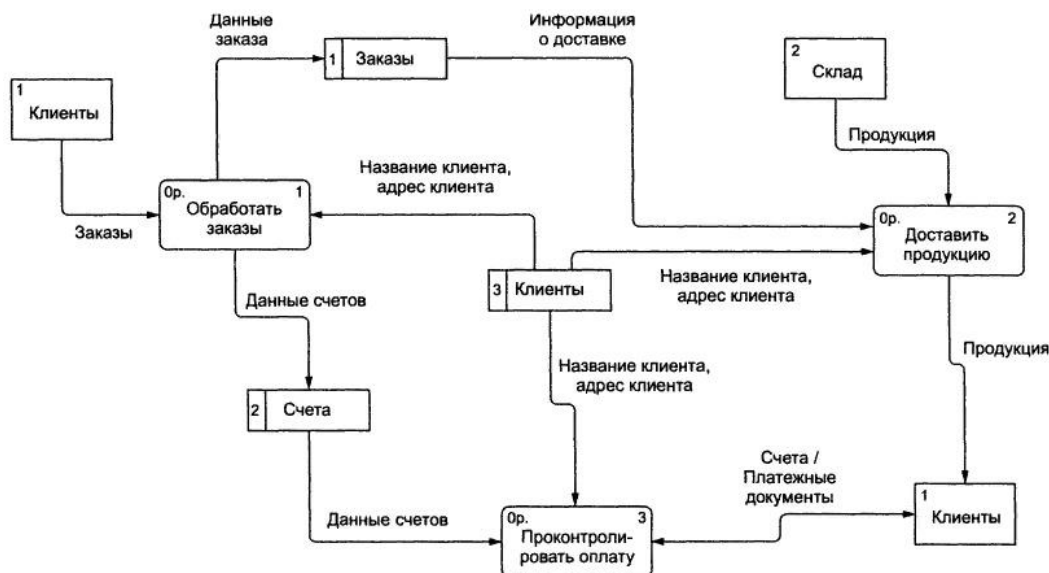 Данные
заказа
Информация
о доставке
1 Заказы
2
Склад
1
Клиенты
Продукция
Название клиента,
адрес клиента
0р. 1
Обработать
заказы
Заказы
0р. 2
Доставить
продукцию
3 Клиенты
Название клиента,
адрес клиента
Данные счетов
Продукция
Название клиента,
адрес клиента
2 Счета
Счета /
Платежные
документы
1
Клиенты
Данные счетов
0р. 3
Проконтроли-
ровать оплату